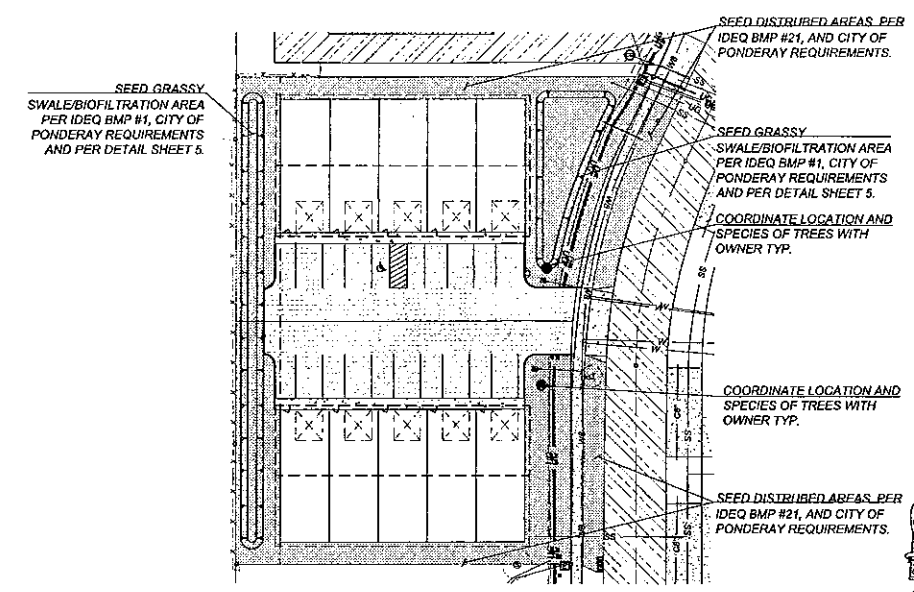 SEED DISTRUBED AREAS PER
IDEQ BMP #21, AND CITY OF
PONDERAY REQUIREMENTS.
SEED GRASSY
SWALE/BIOFILTRATION AREA
PER IDEQ BMP #1, CITY OF
PONDERAY REQUIREMENTS
AND PER DETAIL SHEET 5.
SEED GRASSY
SWALE/BIOFILTRATION AREA
PER IDEQ BMP #1, CITY OF
PONDERAY REQUIREMENTS
AND PER DETAIL SHEET 5.
COORDINATE LOCATION AND
SPECIES OF TREES WITH
OWNER TYP.
COORDINATE LOCATION AND
SPECIES OF TREES WITH
OWNER TYP.
SEED DISTRUBED AREAS PER
IDEQ BMP #21, AND CITY OF
PONDERAY REQUIREMENTS.
SS
SS
SS
SS
W
W
W